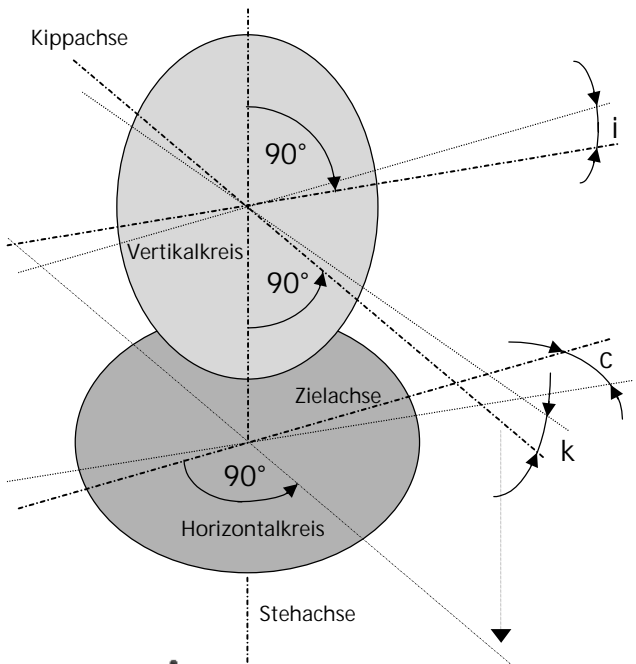 Kippachse
i
90°
Vertikalkreis
90°
c
Zielachse
k
90°
Horizontalkreis
Stehachse